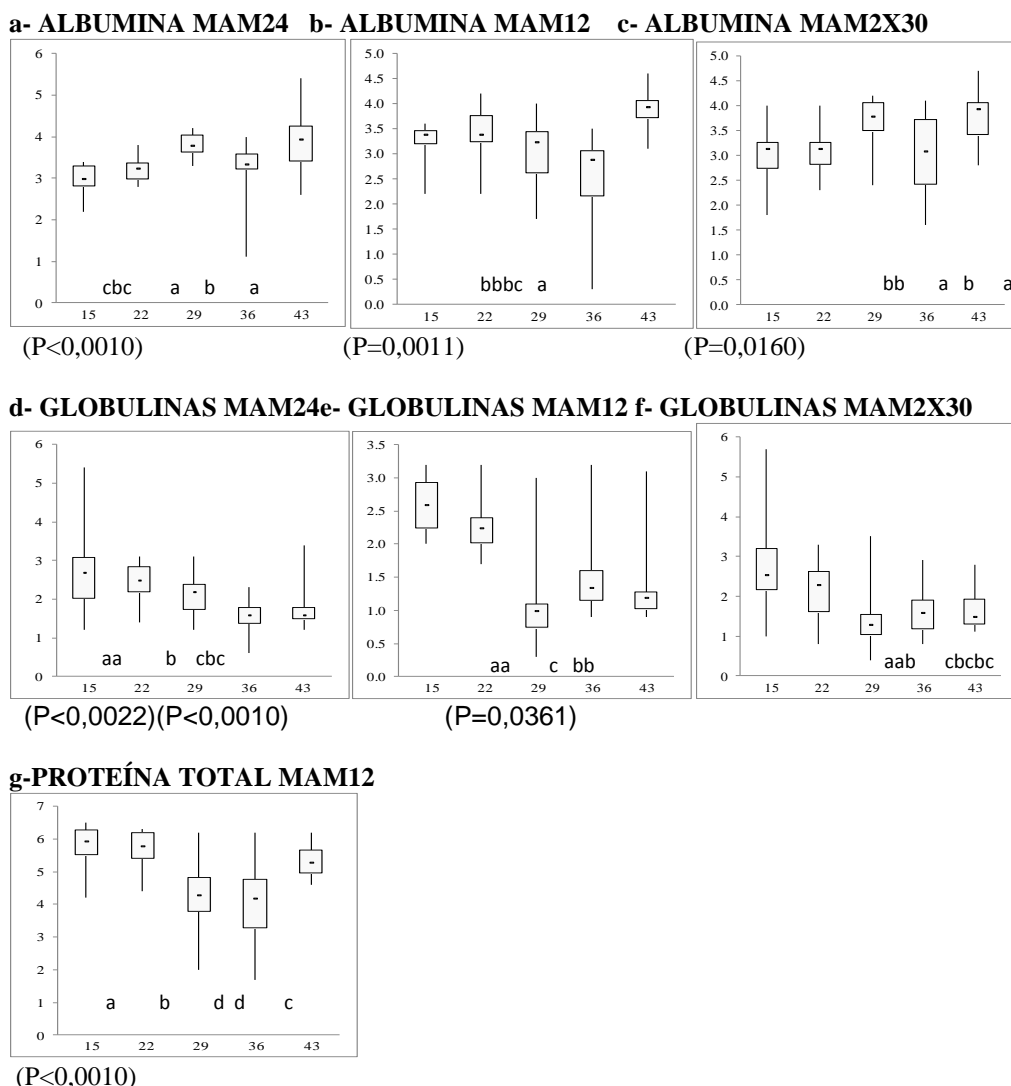 a- ALBUMINA MAM24 b- ALBUMINA MAM12 c- ALBUMINA MAM2X30
6
5
4
3
2
1
0
cbc a b a
15 22 29 36 43
5.0
4.5
4.0
3.5
3.0
2.5
2.0
1.5
1.0
0.5
0.0
bbbc a
15 22 29 36 43
5.0
4.5
4.0
3.5
3.0
2.5
2.0
1.5
1.0
0.5
0.0
bb a b a
15 22 29 36 43
(P<0,0010) (P=0,0011) (P=0,0160)
d- GLOBULINAS MAM24e- GLOBULINAS MAM12 f- GLOBULINAS MAM2X30
6
5
4
3
2
1
0
aa b cbc
15 22 29 36 43
3.5
3.0
2.5
2.0
1.5
1.0
0.5
0.0
aa c bb
15 22 29 36 43
6
5
4
3
2
1
0
aab cbcbc
15 22 29 36 43
(P<0,0022)(P<0,0010) (P=0,0361)
g-PROTEÍNA TOTAL MAM12
7
6
5
4
3
2
1
0
a b d d c
15 22 29 36 43
(P<0,0010)